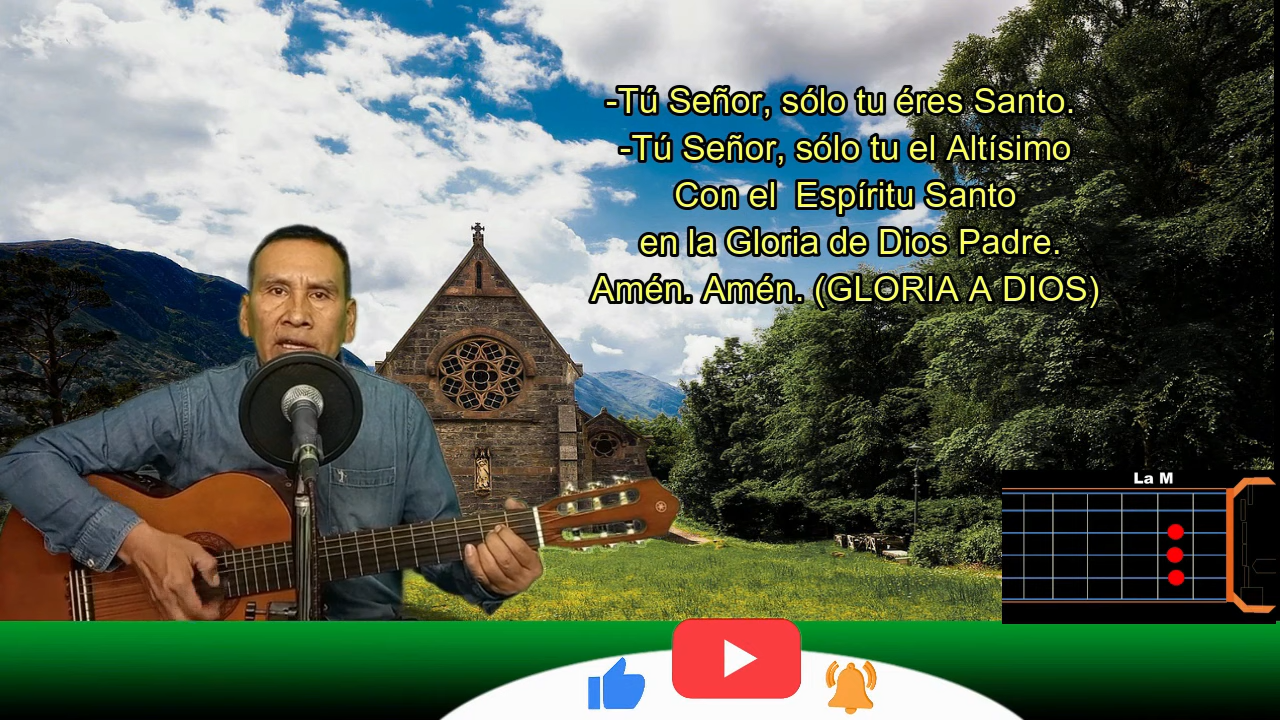 -Tú Señor, sólo tu éres Santo.
-Tú Señor, sólo tu el Altísimo
Con el  Espíritu Santo
en la Gloria de Dios Padre.
Amén. Amén. (GLORIA A DIOS)
La M